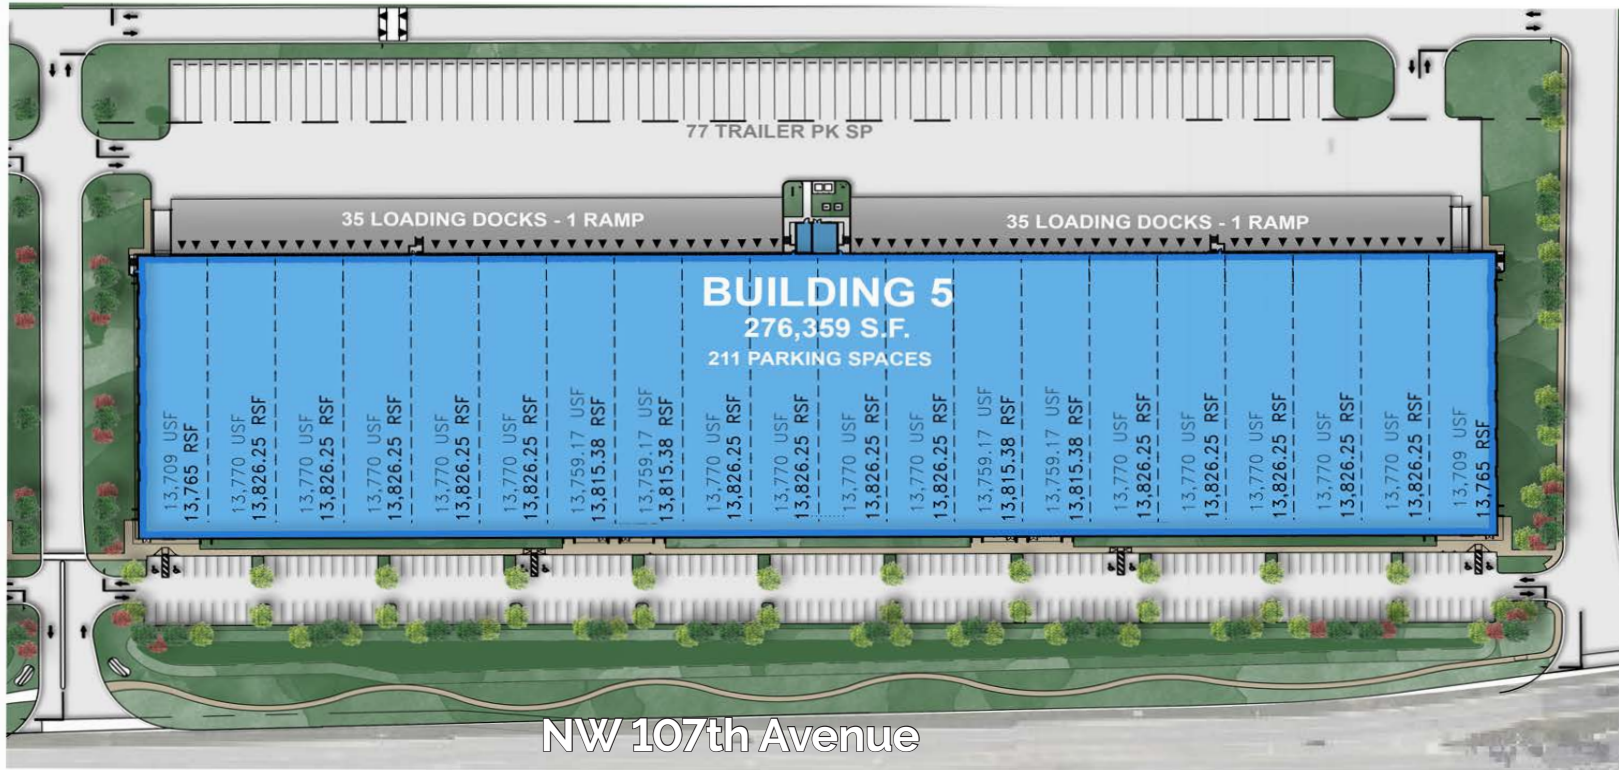 77 TRAILER PK SP
35 LOADING DOCKS - 1 RAMP
35 LOADING DOCKS - 1 RAMP
BUILDING 5
276,359 S.F.
211 PARKING SPACES
13,709 USF
13,765 RSF
13,770 USF
13,826.25 RSF
13,770 USF
13,826.25 RSF
13,770 USF
13,826.25 RSF
13,770 USF
13,826.25 RSF
13,770 USF
13,826.25 RSF
13,759.17 USF
13,815.38 RSF
13,759.17 USF
13,815.38 RSF
13,770 USF
13,826.25 RSF
13,770 USF
13,826.25 RSF
13,770 USF
13,826.25 RSF
13,770 USF
13,826.25 RSF
13,759.17 USF
13,815.38 RSF
13,759.17 USF
13,815.38 RSF
13,770 USF
13,826.25 RSF
13,770 USF
13,826.25 RSF
13,770 USF
13,826.25 RSF
13,770 USF
13,826.25 RSF
13,770 USF
13,826.25 RSF
13,709 USF
13,765 RSF
NW 107th Avenue